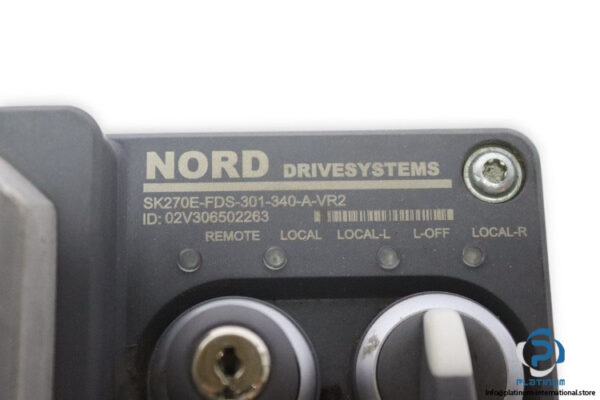 NORD DRIVESYSTEMS
SK270E-FDS-301-340-A-VR2
ID: 02V306502263
REMOTE LOCAL LOCAL-L L-OFF LOCAL-R
PLATINUM
info@platinum-international.store